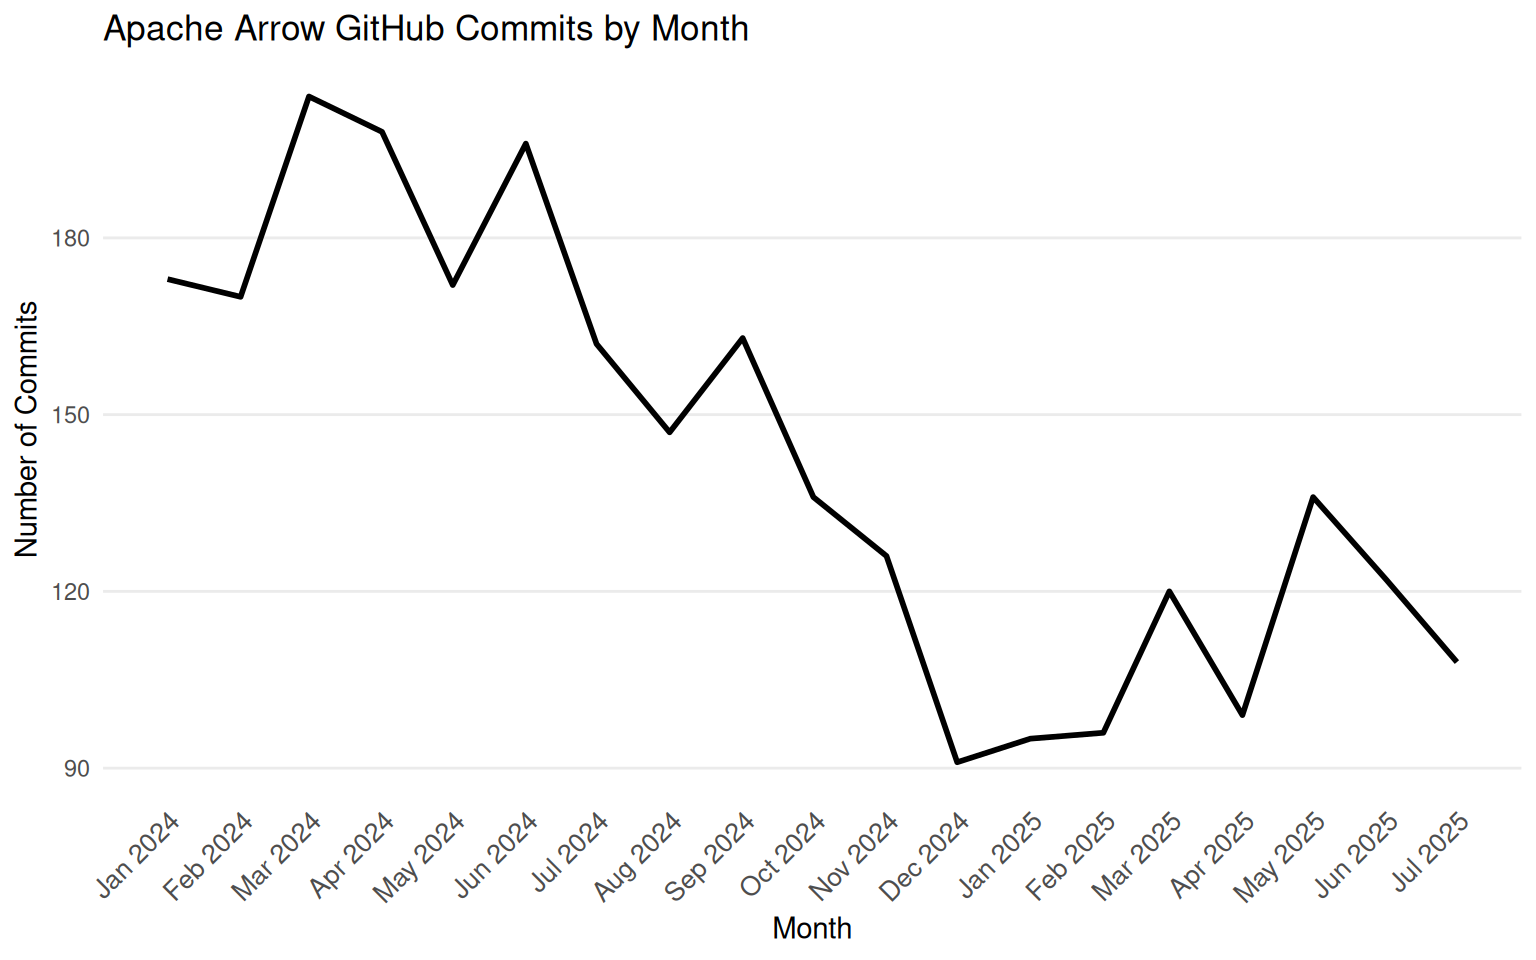 Apache Arrow GitHub Commits by Month
Number of Commits
180
150
120
90
Jan 2024
Feb 2024
Mar 2024
Apr 2024
May 2024
Jun 2024
Jul 2024
Aug 2024
Sep 2024
Oct 2024
Nov 2024
Dec 2024
Jan 2025
Feb 2025
Mar 2025
Apr 2025
May 2025
Jun 2025
Jul 2025
Month